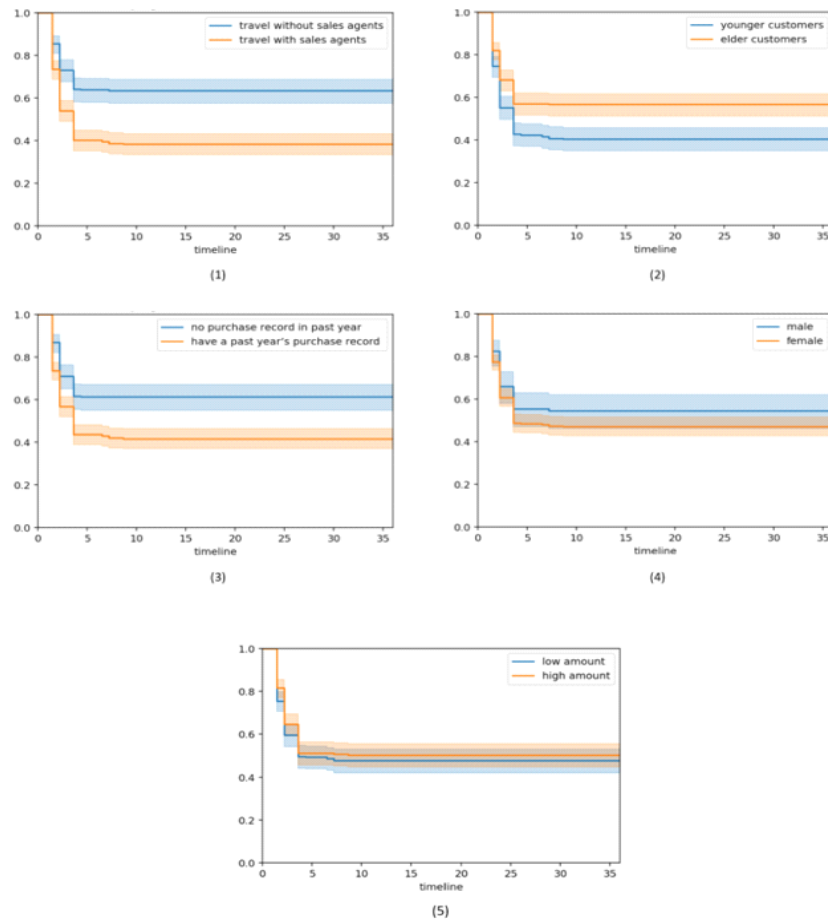 1.0
travel without sales agents
travel with sales agents
0.8
0.6
0.4
0.2
0.0
0 5 10 15 20 25 30 35
timeline
(1)
1.0
younger customers
elder customers
0.8
0.6
0.4
0.2
0.0
0 5 10 15 20 25 30 35
timeline
(2)
1.0
no purchase record in past year
have a past year's purchase record
0.8
0.6
0.4
0.2
0.0
0 5 10 15 20 25 30 35
timeline
(3)
1.0
male
female
0.8
0.6
0.4
0.2
0.0
0 5 10 15 20 25 30 35
timeline
(4)
1.0
low amount
high amount
0.8
0.6
0.4
0.2
0.0
0 5 10 15 20 25 30 35
timeline
(5)